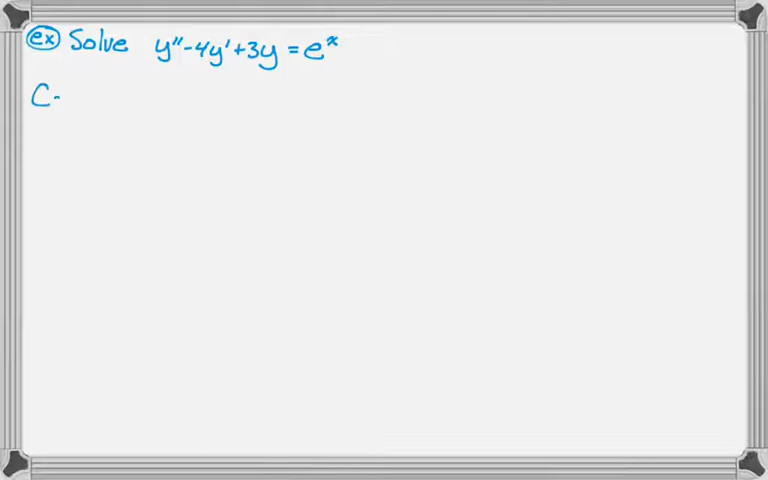 ex Solve y'' - 4y' + 3y = e^x
C-